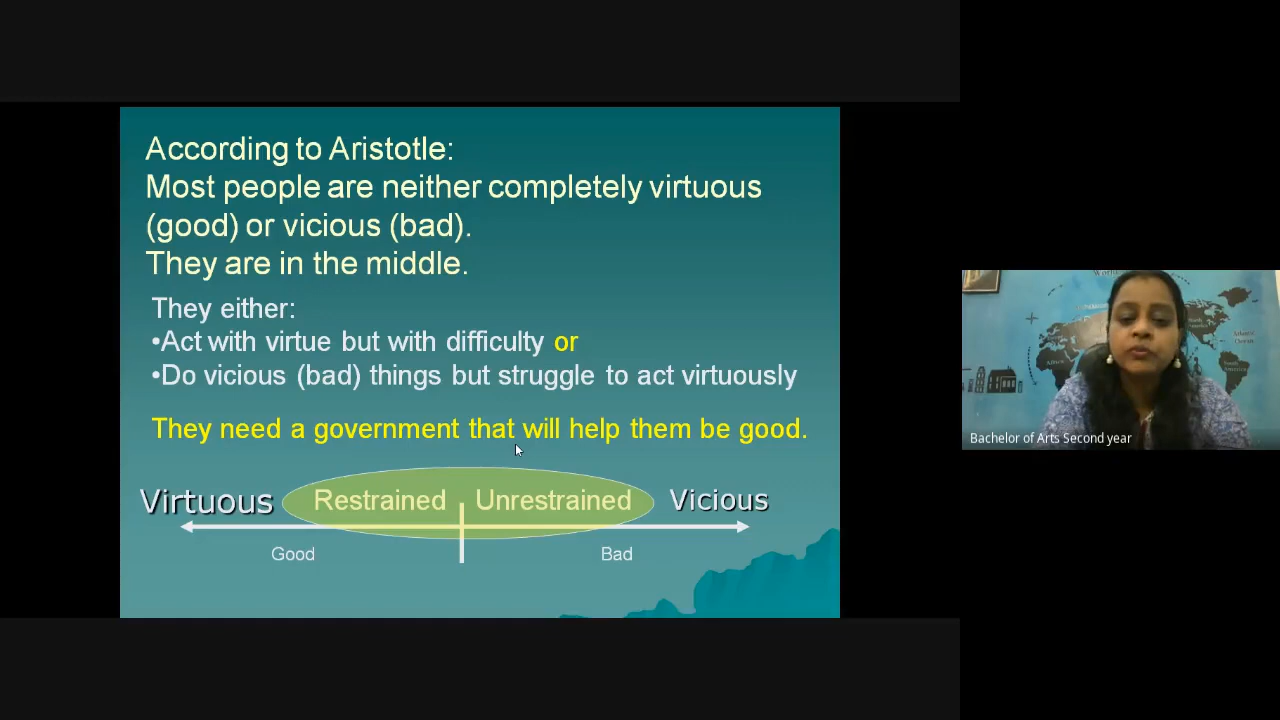 According to Aristotle:
Most people are neither completely virtuous
(good) or vicious (bad).
They are in the middle.
They either:
•Act with virtue but with difficulty or
•Do vicious (bad) things but struggle to act virtuously
They need a government that will help them be good.
Virtuous Restrained Unrestrained Vicious
Good Bad
Bachelor of Arts Second year